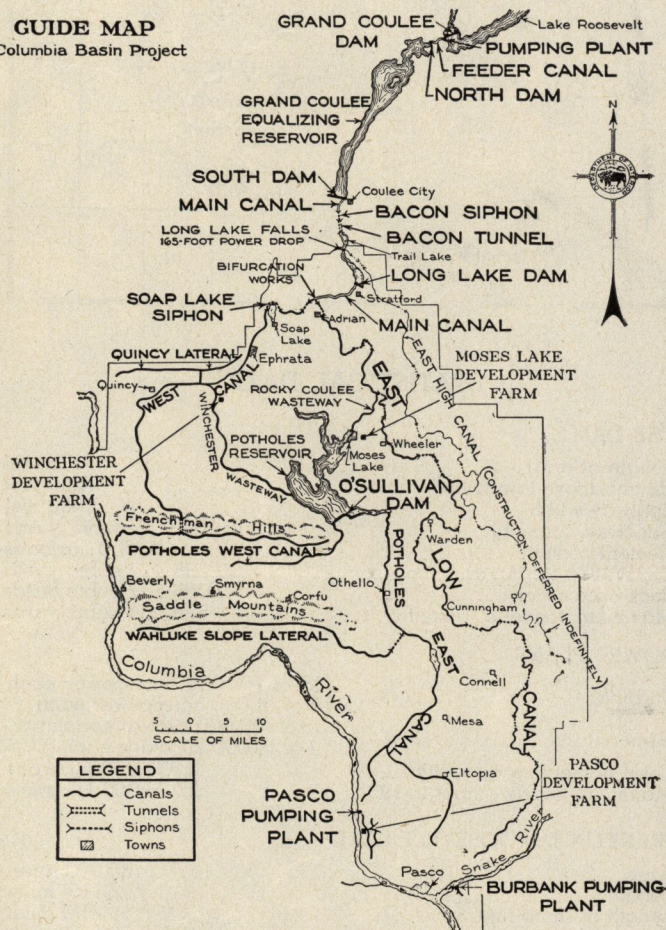 GUIDE MAP
Columbia Basin Project
GRAND COULEE
DAM
Lake Roosevelt
PUMPING PLANT
FEEDER CANAL
NORTH DAM
GRAND COULEE
EQUALIZING
RESERVOIR
N
DEPARTMENT OF INTERIOR
SOUTH DAM
Coulee City
MAIN CANAL
BACON SIPHON
BACON TUNNEL
LONG LAKE FALLS
165-FOOT POWER DROP
Trail Lake
BIFURCATION
WORKS
LONG LAKE DAM
Stratford
SOAP LAKE
SIPHON
Adrian
MAIN CANAL
Soap
Lake
QUINCY LATERAL
Ephrata
EAST HIGH CANAL (CONSTRUCTION DEFERRED INDEFINITELY)
MOSES LAKE
DEVELOPMENT
FARM
Quincy
WEST CANAL
ROCKY COULEE
WASTEWAY
EAST LOW CANAL
WINCHESTER WASTEWAY
POTHOLES
RESERVOIR
Moses
Lake
Wheeler
WINCHESTER
DEVELOPMENT
FARM
O'SULLIVAN
DAM
Frenchman Hills
POTHOLES WEST CANAL
Warden
POTHOLES EAST CANAL
Beverly
Smyrna
Corfu
Othello
Saddle Mountains
Cunningham
WAHLUKE SLOPE LATERAL
Columbia River
Connell
5 0 5 10
SCALE OF MILES
Mesa
LEGEND
Canals
Tunnels
Siphons
Towns
Eltopia
PASCO
DEVELOPMENT
FARM
PASCO
PUMPING
PLANT
Snake River
Pasco
BURBANK PUMPING
PLANT